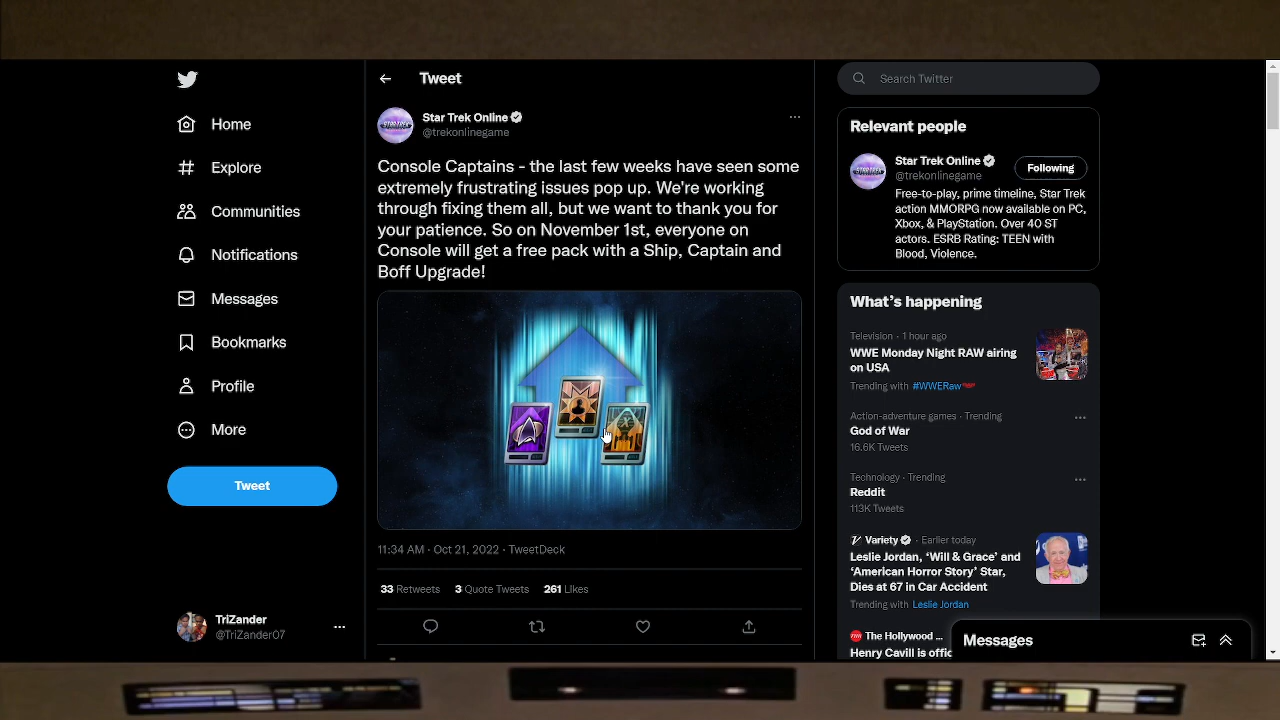 Home
Explore
Communities
Notifications
Messages
Bookmarks
Profile
More
Tweet
TriZander
@TriZander07
Tweet
Star Trek Online
@trekonlinegame
Console Captains - the last few weeks have seen some
extremely frustrating issues pop up. We're working
through fixing them all, but we want to thank you for
your patience. So on November 1st, everyone on
Console will get a free pack with a Ship, Captain and
Boff Upgrade!
11:34 AM · Oct 21, 2022 · TweetDeck
33 Retweets 3 Quote Tweets 261 Likes
Search Twitter
Relevant people
Star Trek Online
@trekonlinegame
Following
Free-to-play, prime timeline, Star Trek
action MMORPG now available on PC,
Xbox, & PlayStation. Over 40 ST
actors. ESRB Rating: TEEN with
Blood, Violence.
What's happening
Television · 1 hour ago
WWE Monday Night RAW airing
on USA
Trending with #WWERaw
Action-adventure games · Trending
God of War
16.6K Tweets
Technology · Trending
Reddit
113K Tweets
Variety · Earlier today
Leslie Jordan, 'Will & Grace' and
'American Horror Story' Star,
Dies at 67 in Car Accident
Trending with Leslie Jordan
The Hollywood ...
Henry Cavill is offic
Messages